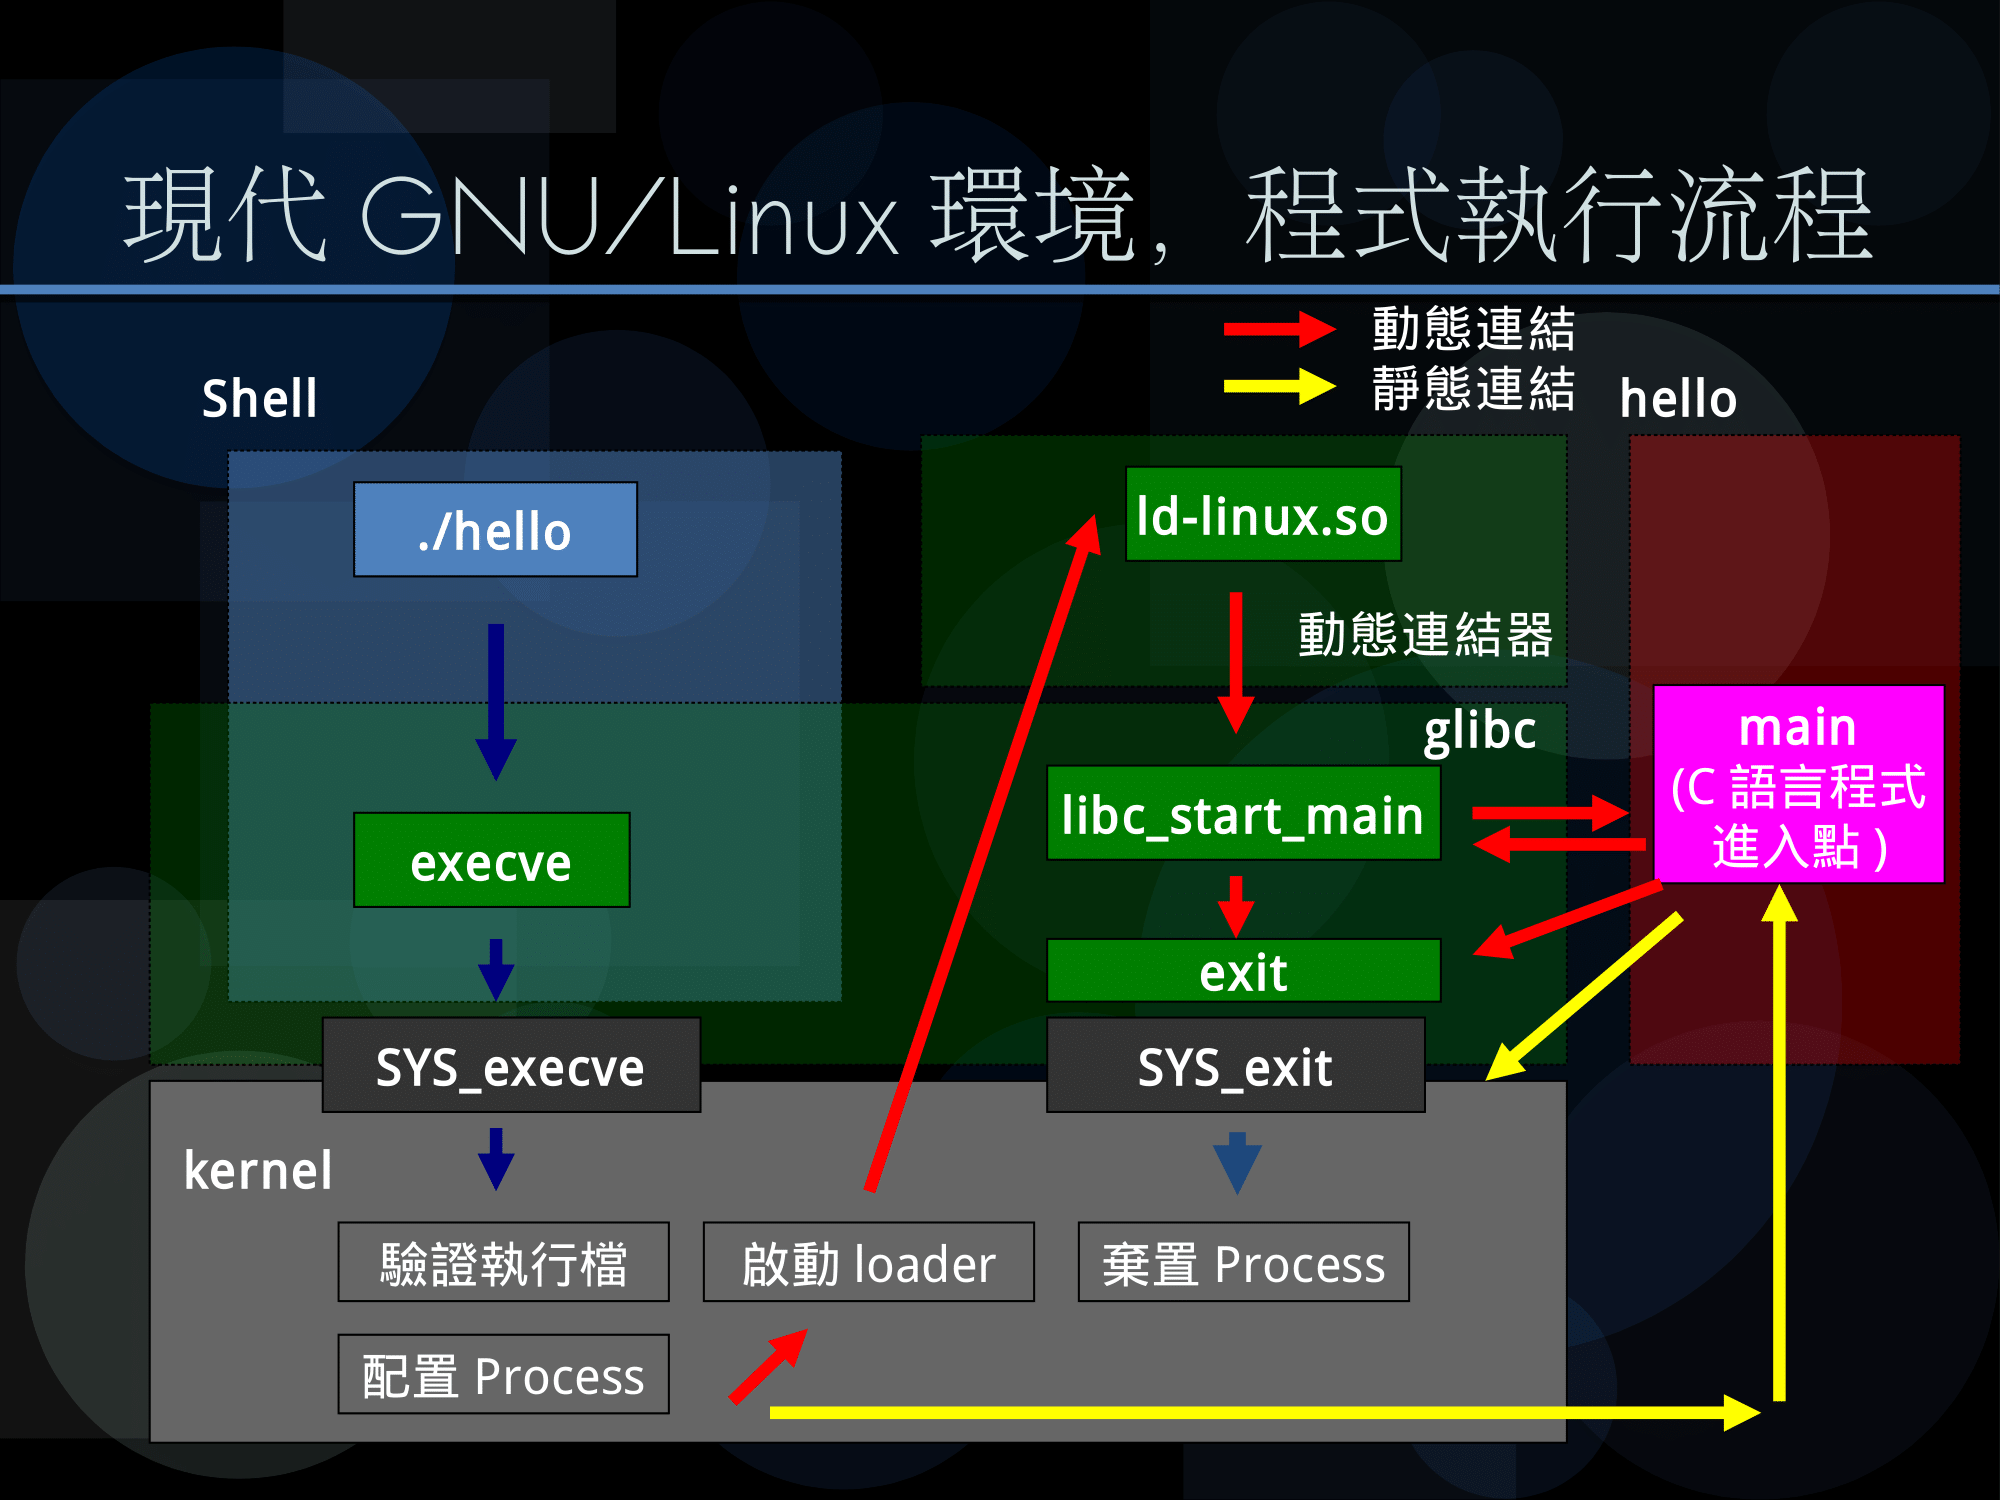 現代 GNU/Linux 環境，程式執行流程
動態連結
靜態連結
Shell
hello
./hello
ld-linux.so
動態連結器
glibc
main
(C 語言程式
進入點 )
libc_start_main
execve
exit
SYS_execve
SYS_exit
kernel
驗證執行檔
啟動 loader
棄置 Process
配置 Process